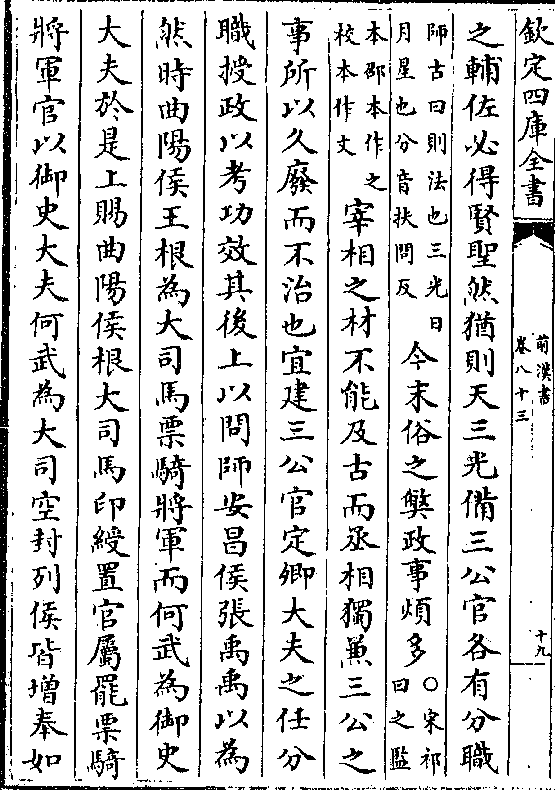 欽定四庫全書
前漢書
卷八十三
十九
之輔佐必得賢聖然猶則天三光備三公官各有分職
師古曰則法也三光日
月星也分音扶問反
今末俗之弊政事煩多
○宋祁
曰之監
本郡本作之
校本作文
宰相之材不能及古而丞相獨兼三公之
事所以久廢而不治也宜建三公官定卿大夫之任分
職授政以考功效其後上以問師安昌侯張禹禹以為
然時曲陽侯王根為大司馬票騎將軍而何武為御史
大夫於是上賜曲陽侯根大司馬印綬置官屬罷票騎
將軍官以御史大夫何武為大司空封列侯皆增奉如